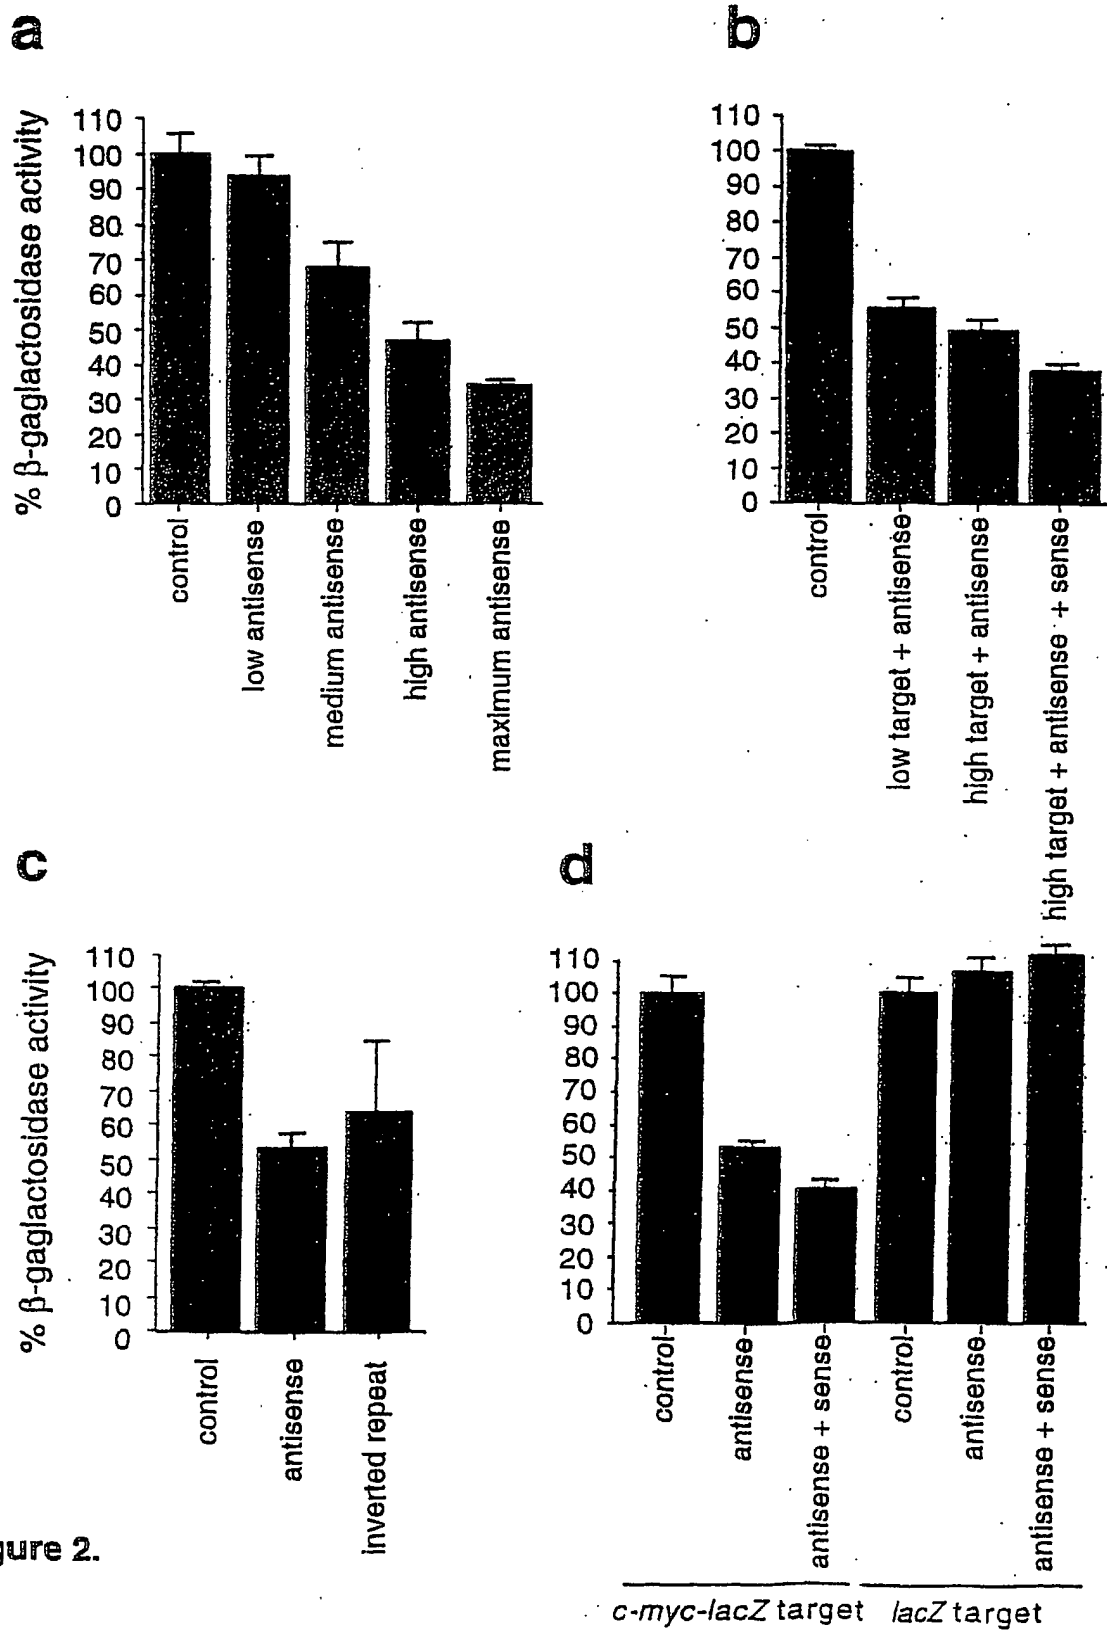 a
% β-gaglactosidase activity
110
100
90
80
70
60
50
40
30
20
10
0
control
low antisense
medium antisense
high antisense
maximum antisense
b
110
100
90
80
70
60
50
40
30
20
10
0
control
low target + antisense
high target + antisense
high target + antisense + sense
c
% β-gaglactosidase activity
110
100
90
80
70
60
50
40
30
20
10
0
control
antisense
inverted repeat
d
110
100
90
80
70
60
50
40
30
20
10
0
control
antisense
antisense + sense
control
antisense
antisense + sense
c-myc-lacZ target
lacZ target
gure 2.